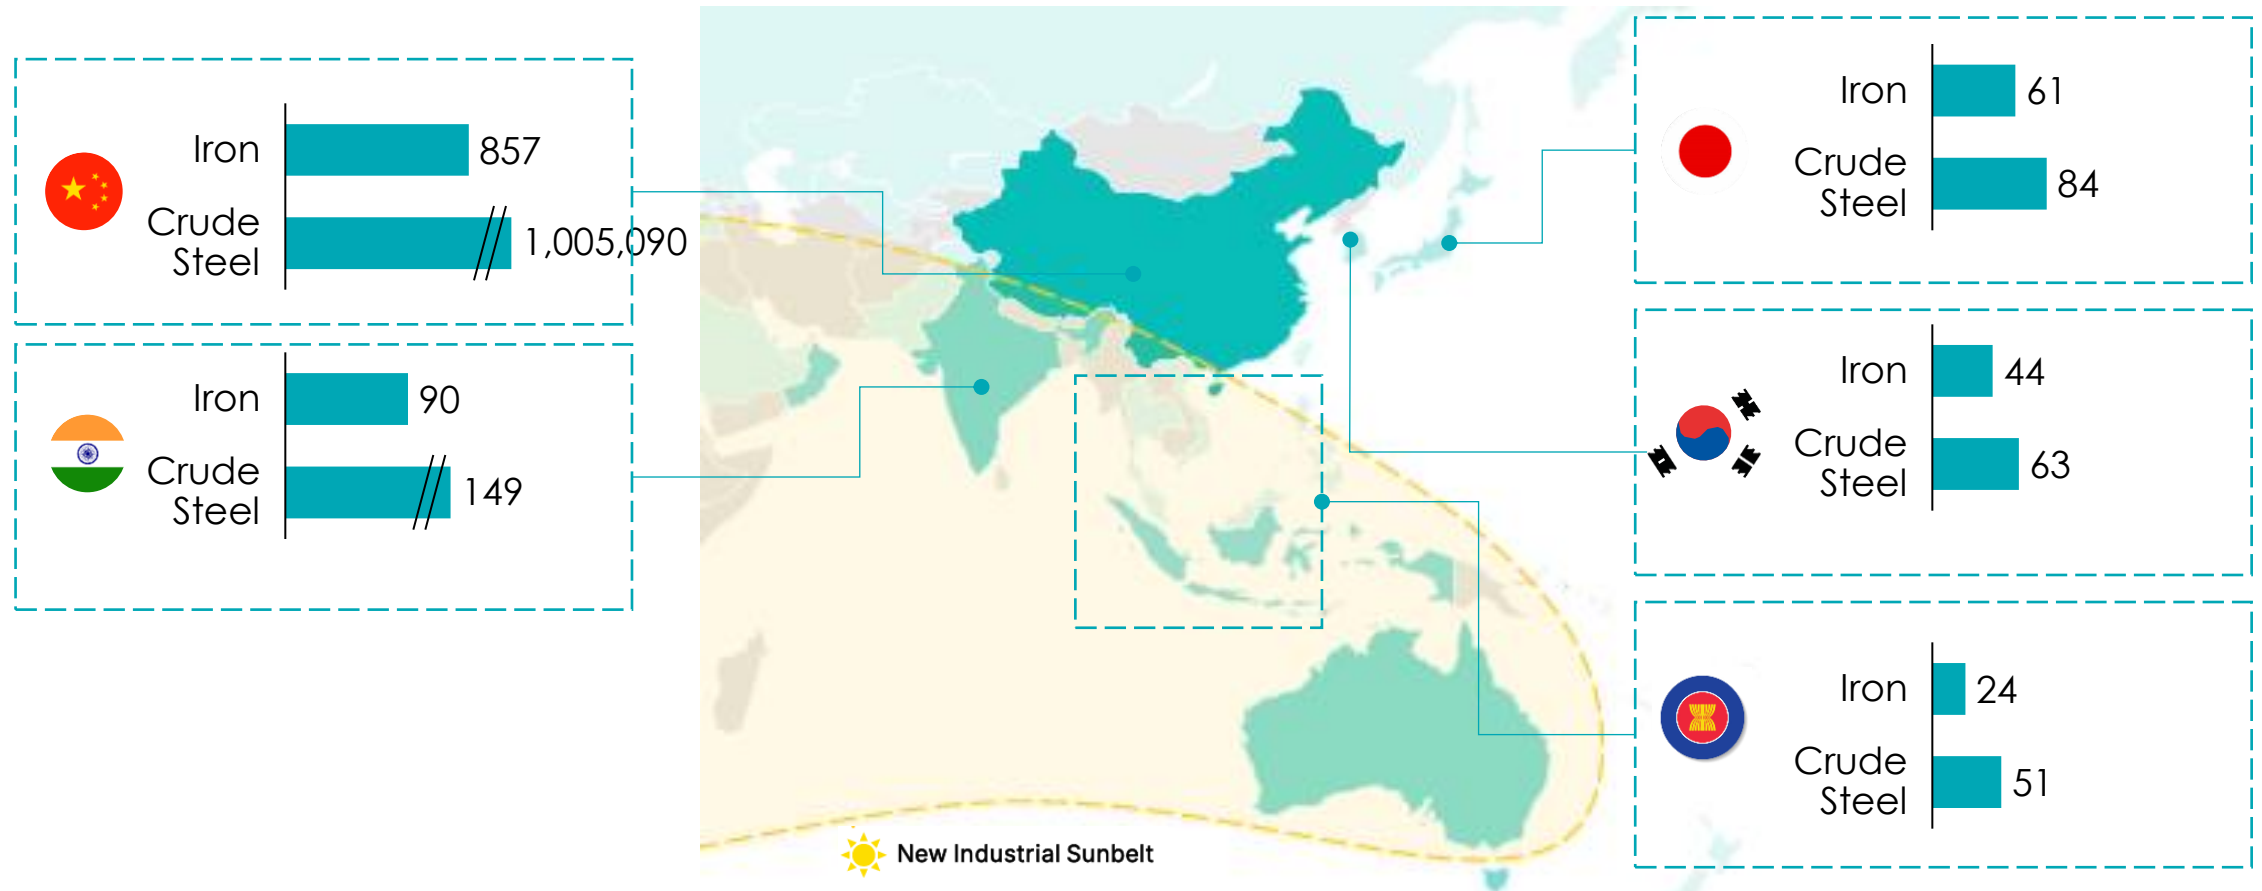 Iron
857
Crude
Steel
1,005,090
Iron
90
Crude
Steel
149
Iron
61
Crude
Steel
84
Iron
44
Crude
Steel
63
Iron
24
Crude
Steel
51
New Industrial Sunbelt